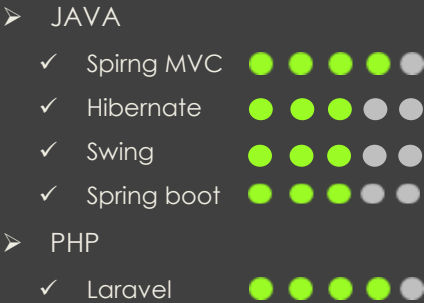 JAVA
Spirng MVC
Hibernate
Swing
Spring boot
PHP
Laravel